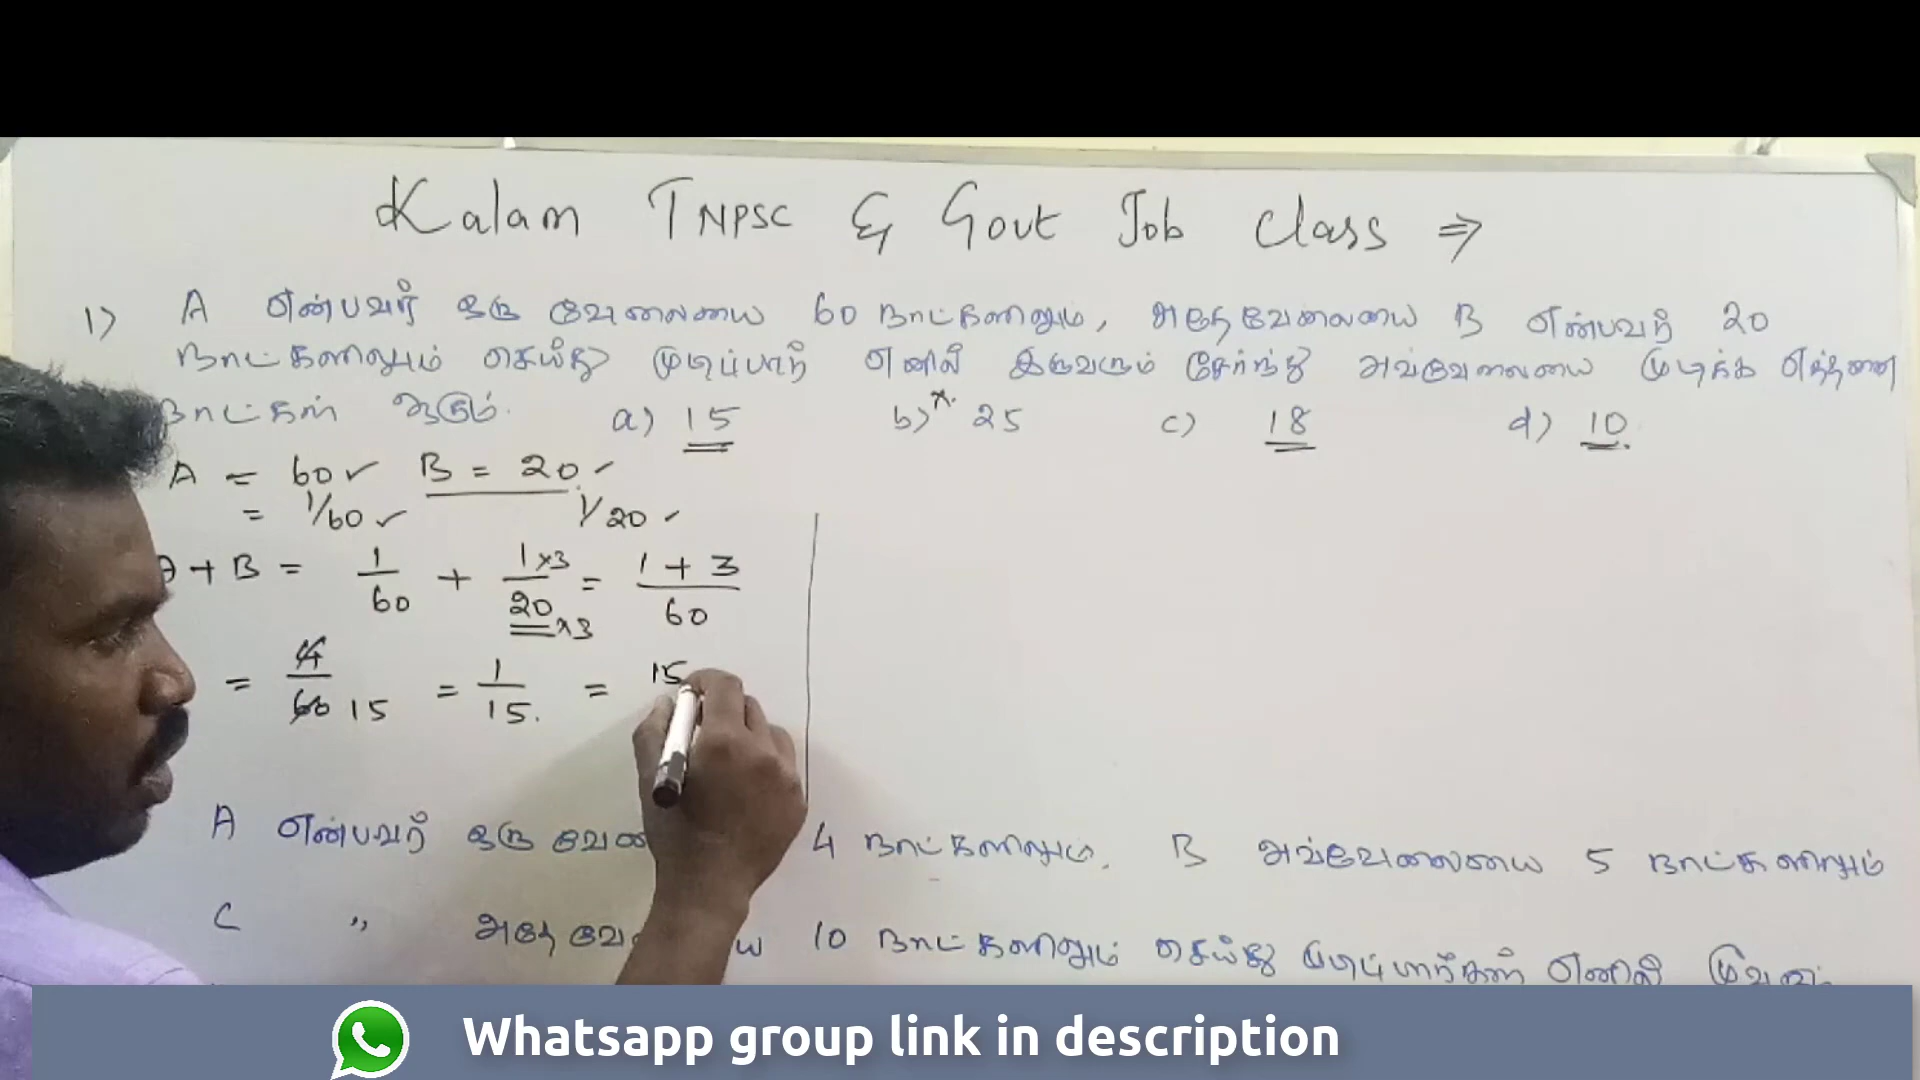 Kalam TNPSC & Govt Job class ⇒
1) A என்பவர் ஒரு வேலையை 60 நாட்களிலும், அதேவேலையை B என்பவர் 20
நாட்களிலும் செய்து முடிப்பார் எனில் இருவரும் சேர்ந்து அவ்வேலையை முடிக்க எத்தனை
நாட்கள் ஆகும். a) 15 b) * 25 c) 18 d) 10
A = 60 ✓ B = 20 ✓
= 1/60 ✓ 1/20 ✓
A + B = 1/60 + 1×3/20×3 = 1 + 3/60
= 4/60 15 = 1/15. = 15
A என்பவர் ஒரு 4 நாட்களிலும், B அவ்வேலையை 5 நாட்களிலும்
C " அதே 10 நாட்களிலும் செய்து முடிப்பார்கள் எனில்
Whatsapp group link in description